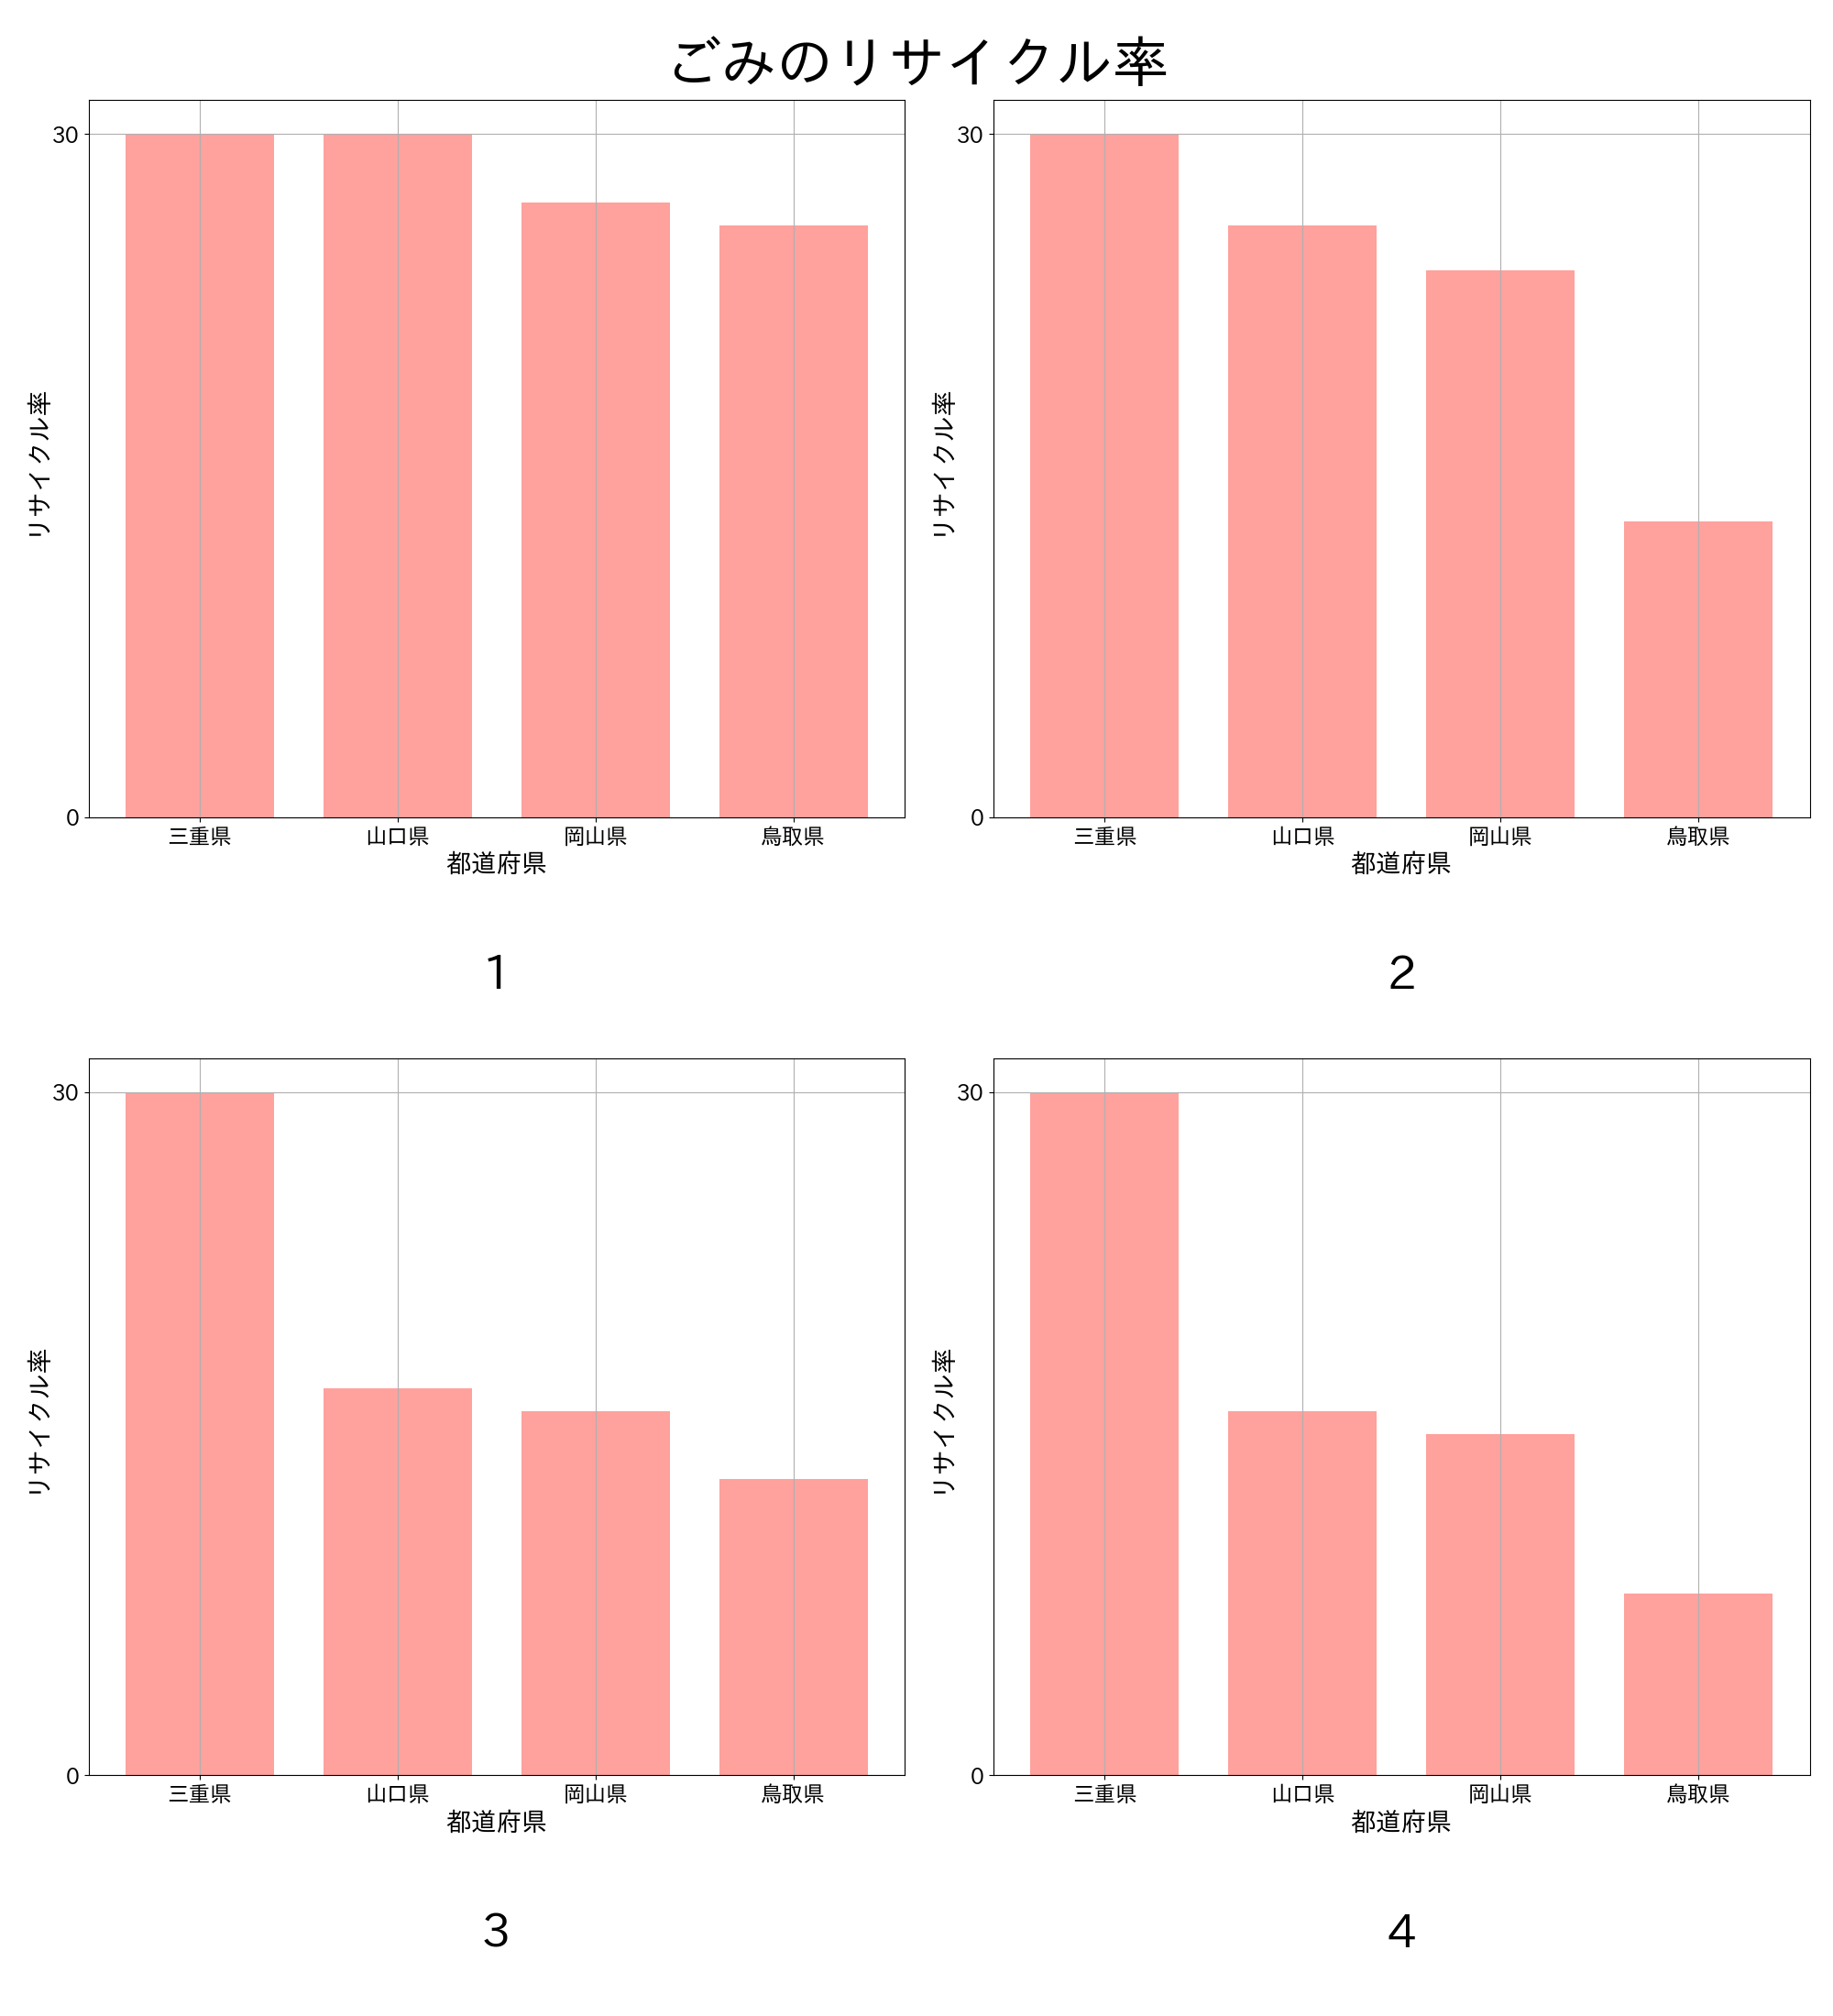 ごみのリサイクル率
30
0
リサイクル率
三重県 山口県 岡山県 鳥取県
都道府県
1
30
0
リサイクル率
三重県 山口県 岡山県 鳥取県
都道府県
2
30
0
リサイクル率
三重県 山口県 岡山県 鳥取県
都道府県
3
30
0
リサイクル率
三重県 山口県 岡山県 鳥取県
都道府県
4